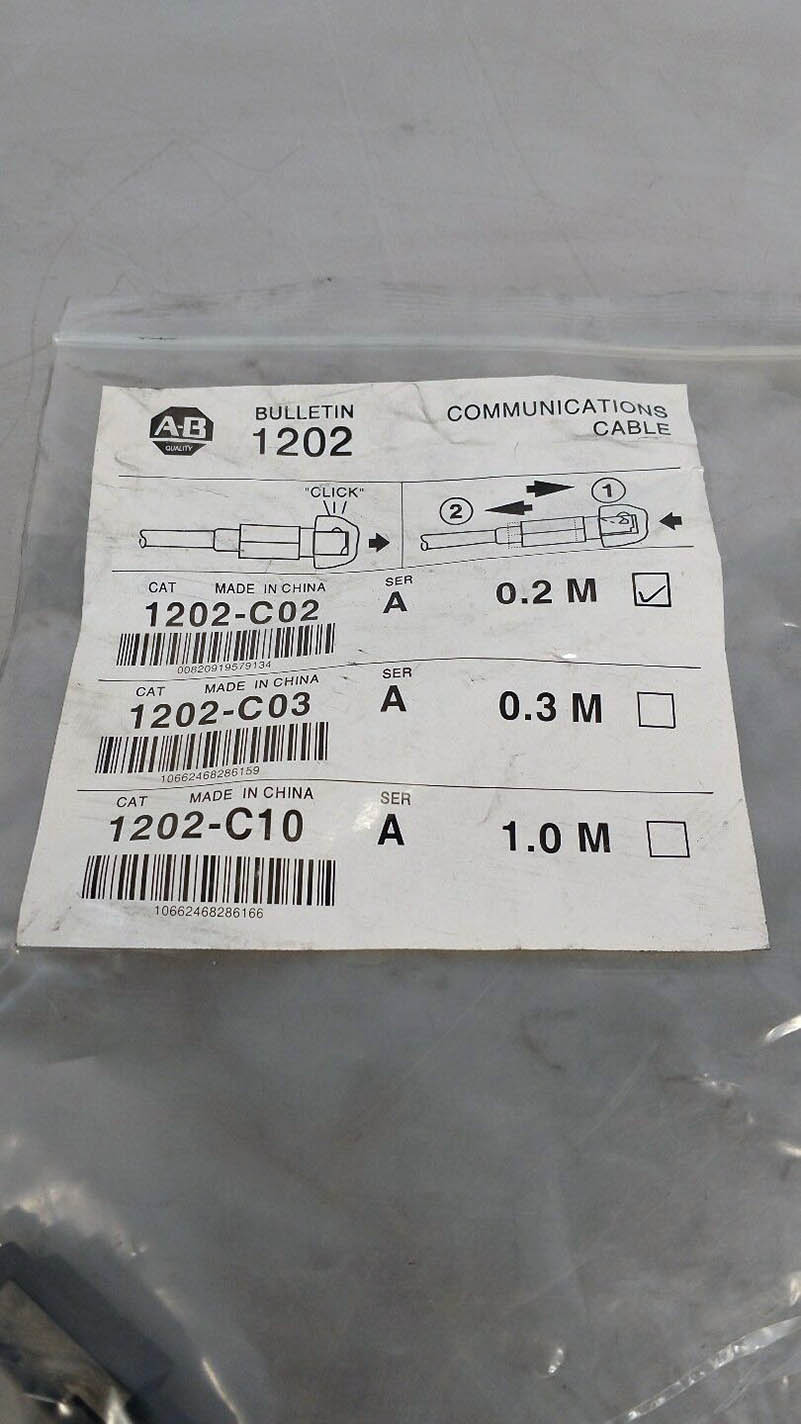 A-B
QUALITY
BULLETIN
1202
COMMUNICATIONS
CABLE
"CLICK"
2
1
CAT MADE IN CHINA SER
1202-C02 A 0.2 M
00820919579134
CAT MADE IN CHINA SER
1202-C03 A 0.3 M
10662468286159
CAT MADE IN CHINA SER
1202-C10 A 1.0 M
10662468286166